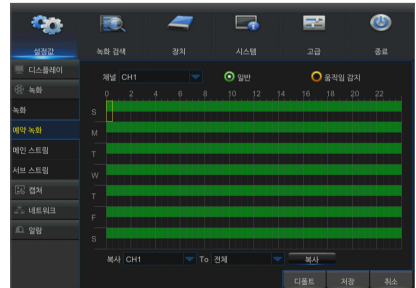 설정값 녹화 검색 장치 시스템 고급 종료
디스플레이
녹화
녹화
예약 녹화
메인 스트림
서브 스트림
캡쳐
네트워크
알람
채널 CH1 일반 움직임 감지
0 2 4 6 8 10 12 14 16 18 20 22
S
M
T
W
T
F
S
복사 CH1 To 전체 복사
디폴트 저장 취소